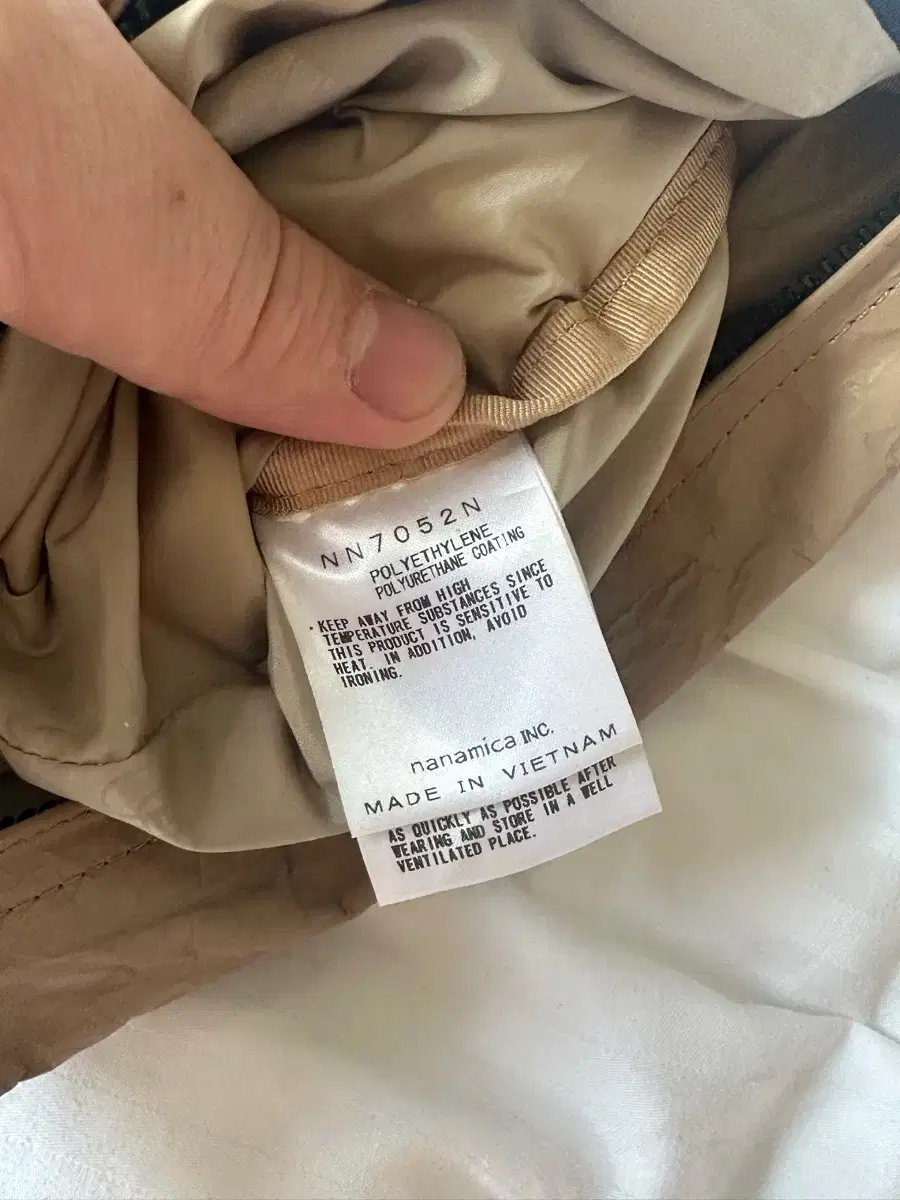 NN7052N
POLYETHYLENE
POLYURETHANE COATING
・KEEP AWAY FROM HIGH
TEMPERATURE SUBSTANCES SINCE
THIS PRODUCT IS SENSITIVE TO
HEAT. IN ADDITION, AVOID
IRONING.
nanamica INC.
MADE IN VIETNAM
AS QUICKLY AS POSSIBLE AFTER
WEARING AND STORE IN A WELL
VENTILATED PLACE.